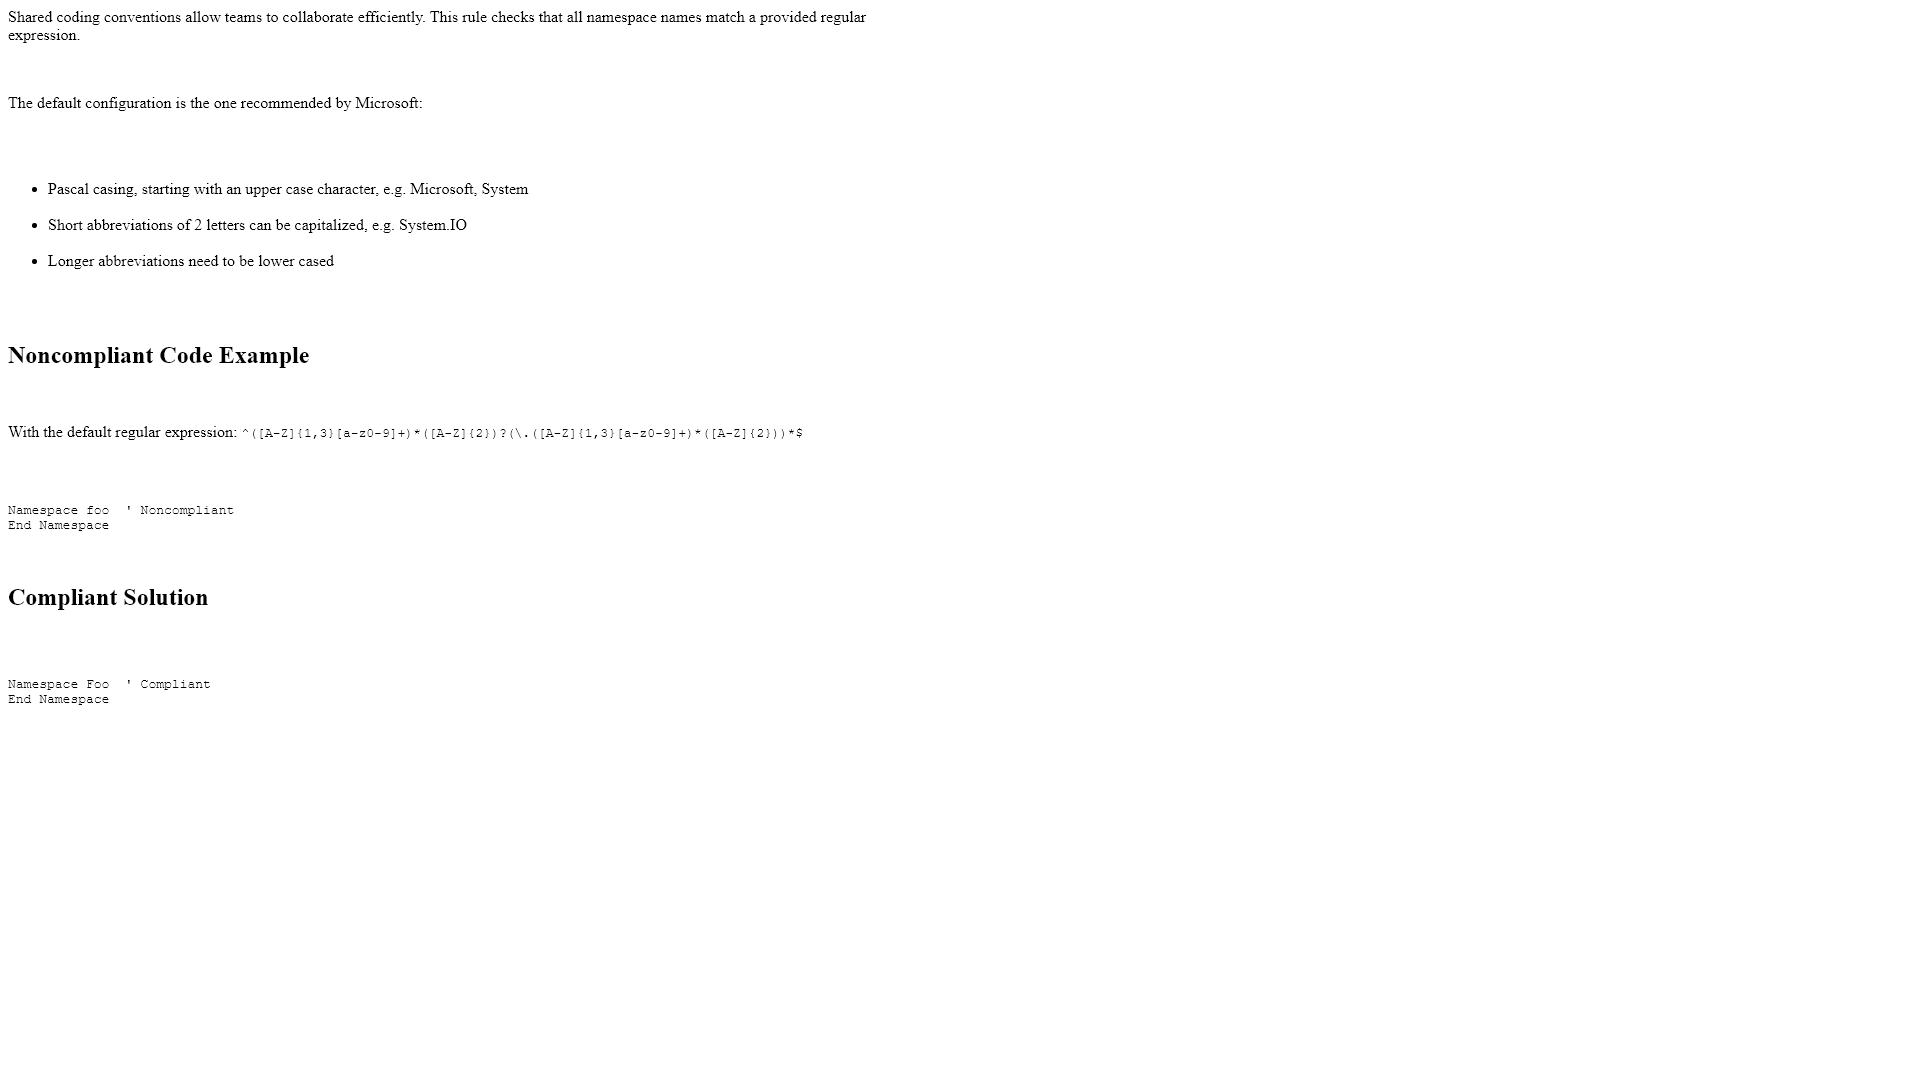 Shared coding conventions allow teams to collaborate efficiently. This rule checks that all namespace names match a provided regular
expression.
The default configuration is the one recommended by Microsoft:
• Pascal casing, starting with an upper case character, e.g. Microsoft, System
• Short abbreviations of 2 letters can be capitalized, e.g. System.IO
• Longer abbreviations need to be lower cased
Noncompliant Code Example
With the default regular expression: ^([A-Z]{1,3}[a-z0-9]+)*([A-Z]{2})?(\.([A-Z]{1,3}[a-z0-9]+)*([A-Z]{2}))*$
Namespace foo  ' Noncompliant
End Namespace
Compliant Solution
Namespace Foo  ' Compliant
End Namespace